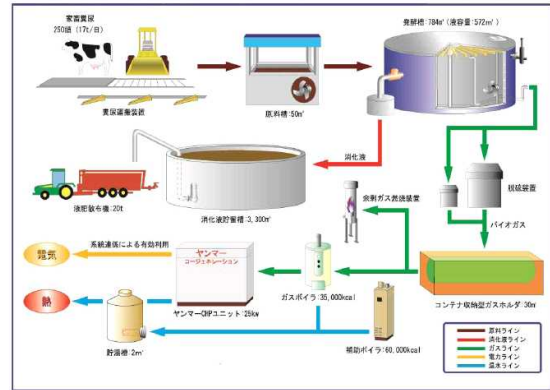 家畜糞尿
250頭（17t/日）
糞尿運搬装置
原料槽:50㎥
発酵槽:784㎥（液容量:572㎥）
脱硫装置
バイオガス
消化液
液肥散布機:20t
消化液貯留槽:3,300㎥
余剰ガス燃焼装置
コンテナ収納型ガスホルダ:30㎥
電気
系統連係による有効利用
ヤンマー
コージェネレーション
ヤンマーCHPユニット:25kw
ガスボイラ:35,000kcal
熱
貯湯槽:2㎥
補助ボイラ:60,000kcal
原料ライン
消化液ライン
ガスライン
電力ライン
温水ライン